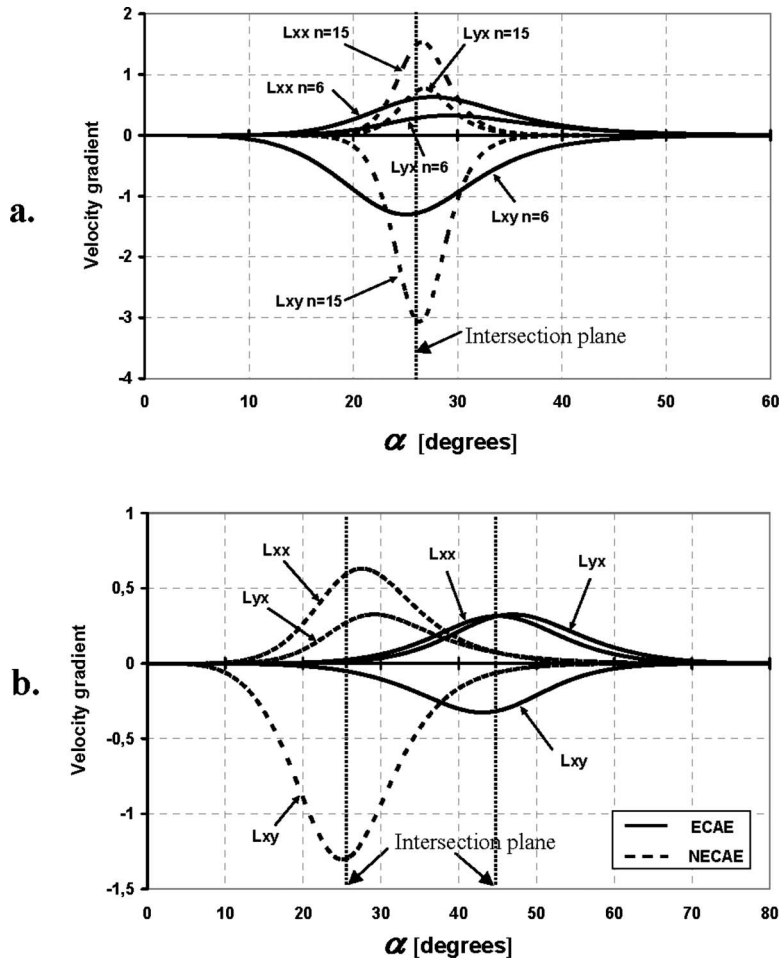 a.
Velocity gradient
2
1
0
-1
-2
-3
-4
Lxx n=15
Lyx n=15
Lxx n=6
Lyx n=6
Lxy n=6
Lxy n=15
Intersection plane
0 10 20 30 40 50 60
α [degrees]
b.
Velocity gradient
1
0,5
0
-0,5
-1
-1,5
Lxx
Lyx
Lxx
Lyx
Lxy
Lxy
Intersection plane
ECAE
NECAE
0 10 20 30 40 50 60 70 80
α [degrees]